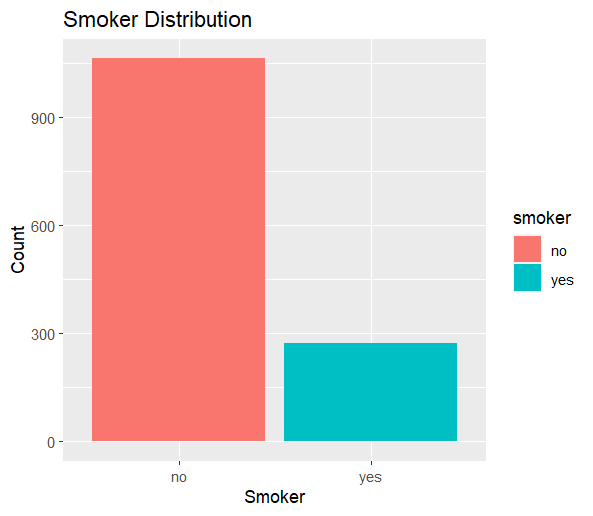 Smoker Distribution
Count
900
600
300
0
no
yes
Smoker
smoker
no
yes